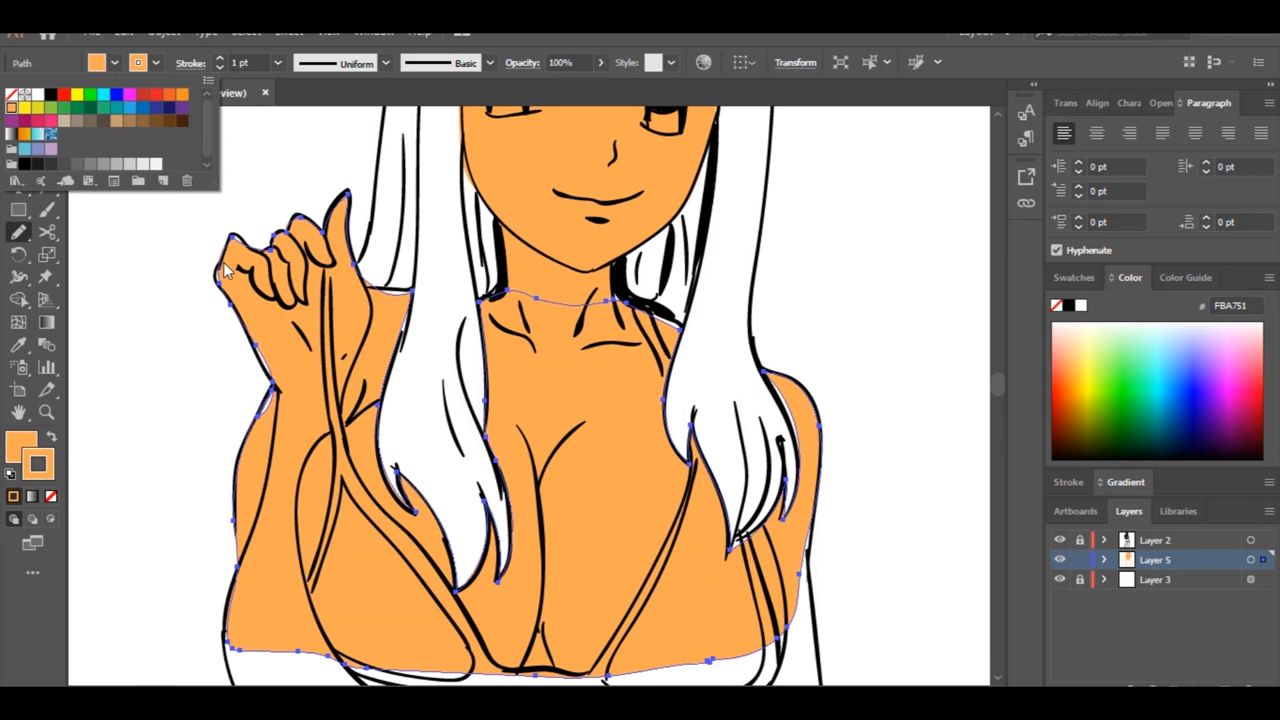 Path
Stroke:
1 pt
Uniform
Basic
Opacity:
100%
Style:
Transform
view)
×
Trans
Align
Chara
Open
Paragraph
0 pt
0 pt
0 pt
0 pt
0 pt
Hyphenate
Swatches
Color
Color Guide
#
FBA751
Stroke
Gradient
Artboards
Layers
Libraries
Layer 2
Layer 5
Layer 3